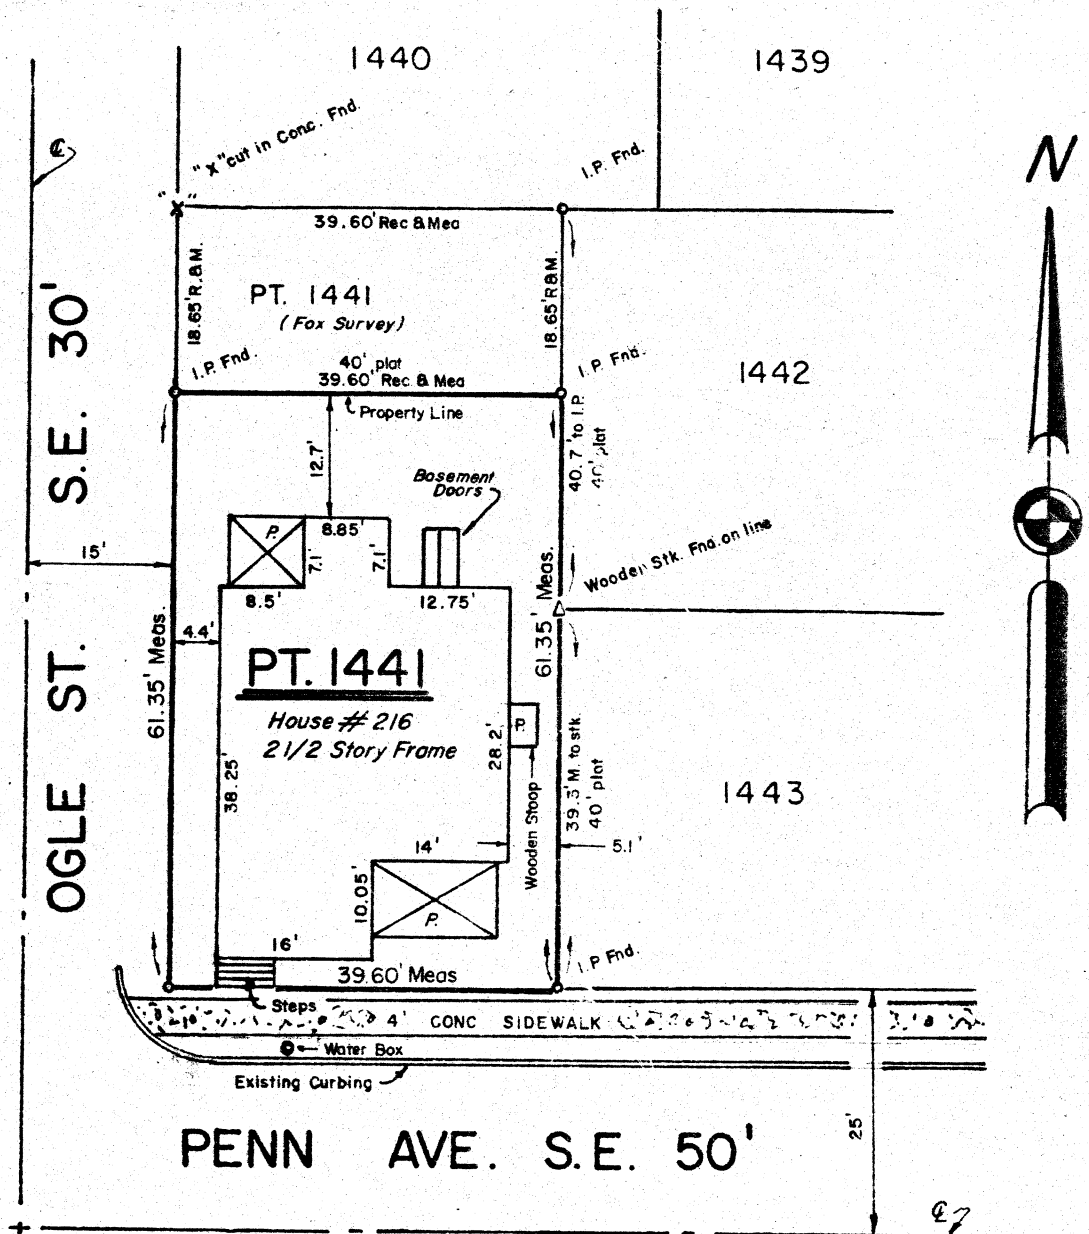 1440
1439
N
℄
"X" cut in Conc. Fnd.
I.P. Fnd.
" X "
39.60' Rec & Mea
18.65' R.&M.
18.65' R&M.
PT. 1441
(Fox Survey)
I.P. Fnd.
40' plat
39.60' Rec. & Mea
I.P. Fnd.
Property Line
1442
40.7' to I.P.
40' plat
12.7'
Basement
Doors
P.
8.85'
7.1'
7.1'
8.5'
12.75'
15'
Wooden Stk. Fnd. on line
4.4'
61.35' Meas.
61.35' Meas.
PT. 1441
House # 216
2 1/2 Story Frame
P.
28.2'
38.25'
Wooden Stoop
39.3' M. to stk
40' plat
1443
14'
5.1'
10.05'
P.
16'
39.60' Meas
I.P. Fnd.
Steps
4' CONC SIDEWALK
Water Box
Existing Curbing
OGLE ST. S.E. 30'
PENN AVE. S.E. 50'
25'
℄